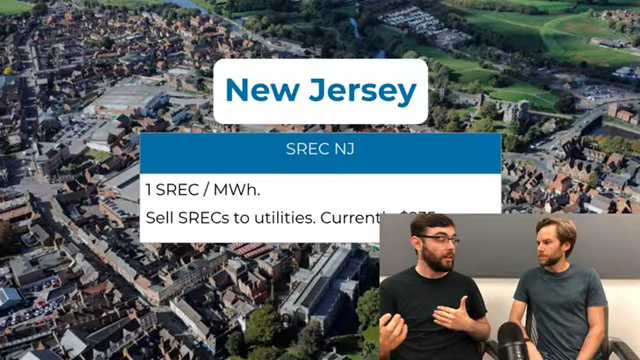 New Jersey
SREC NJ
1 SREC / MWh.
Sell SRECs to utilities. Currently